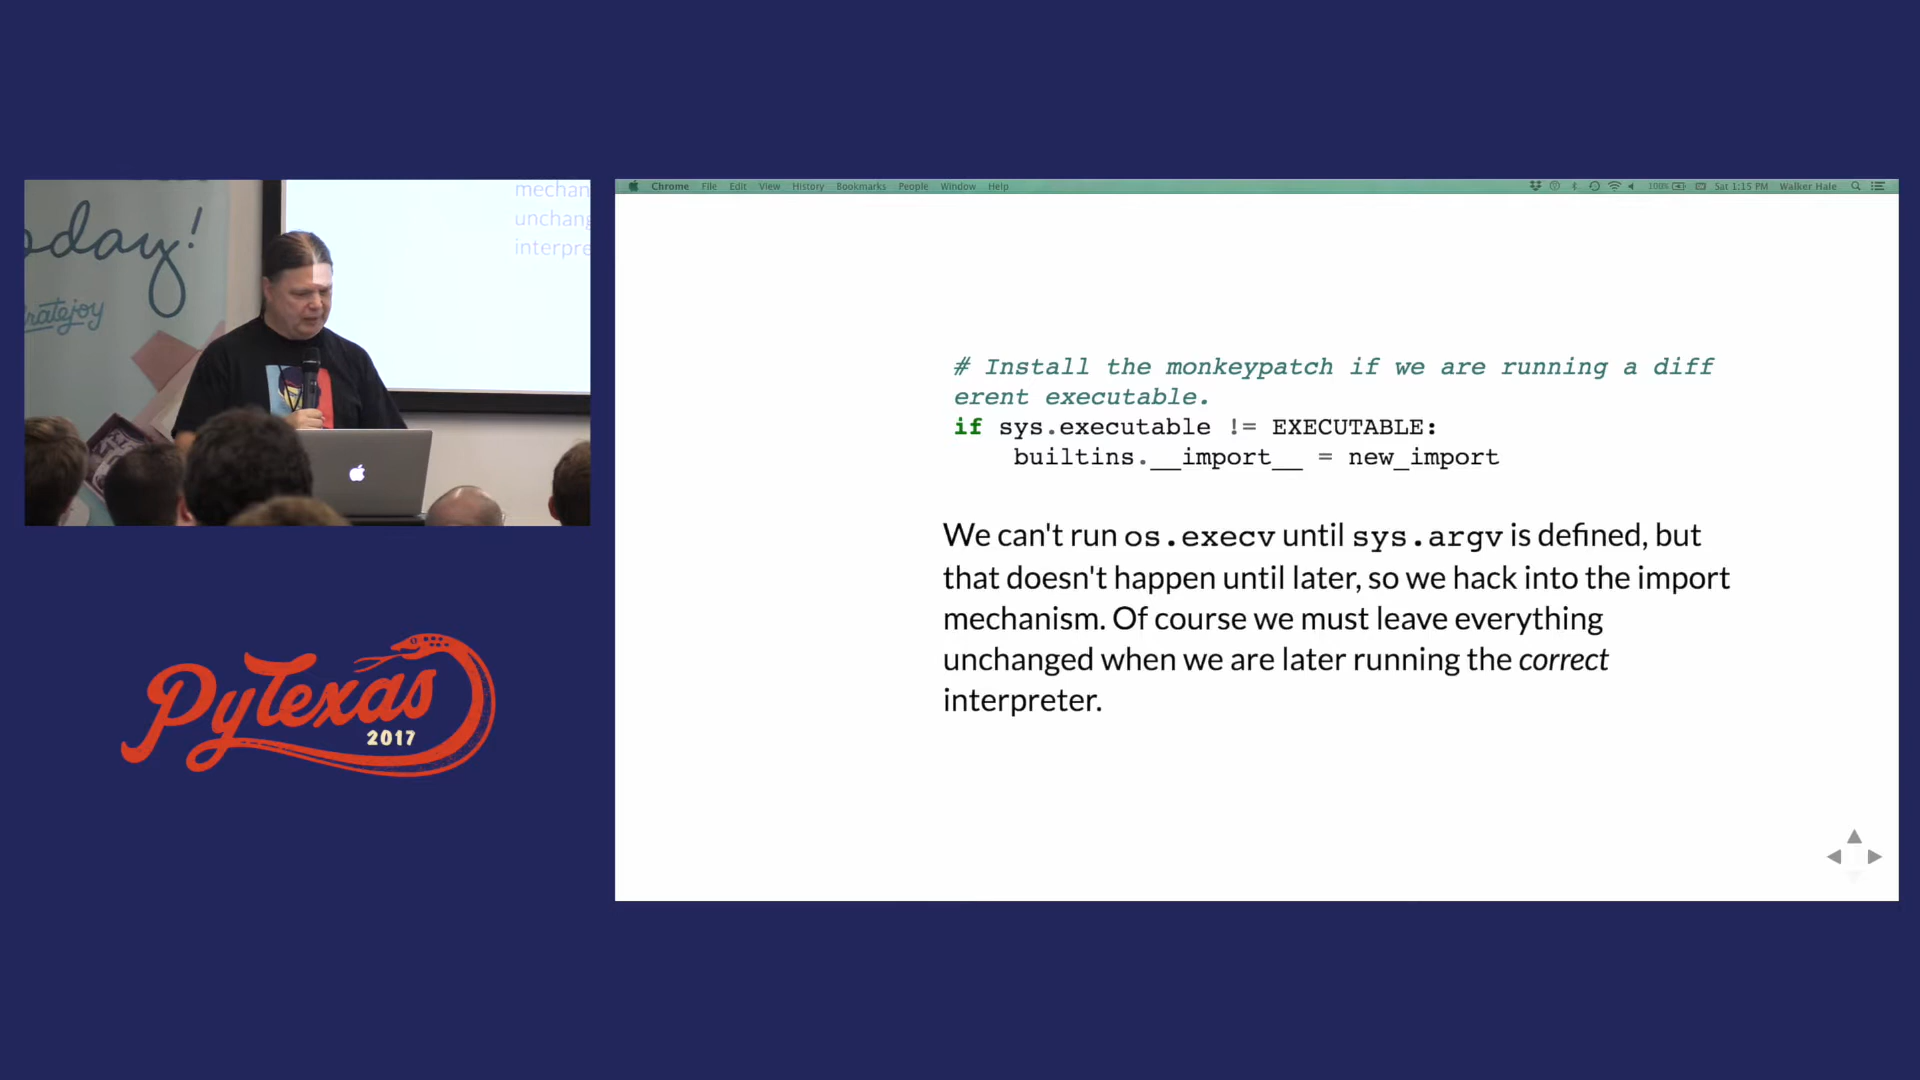 oday!
ratejoy
mechan
unchang
interpre
PyTexas
2017
Chrome File Edit View History Bookmarks People Window Help
100% Sat 1:15 PM Walker Hale
# Install the monkeypatch if we are running a diff
erent executable.
if sys.executable != EXECUTABLE:
    builtins.__import__ = new_import
We can't run os.execv until sys.argv is defined, but
that doesn't happen until later, so we hack into the import
mechanism. Of course we must leave everything
unchanged when we are later running the correct
interpreter.